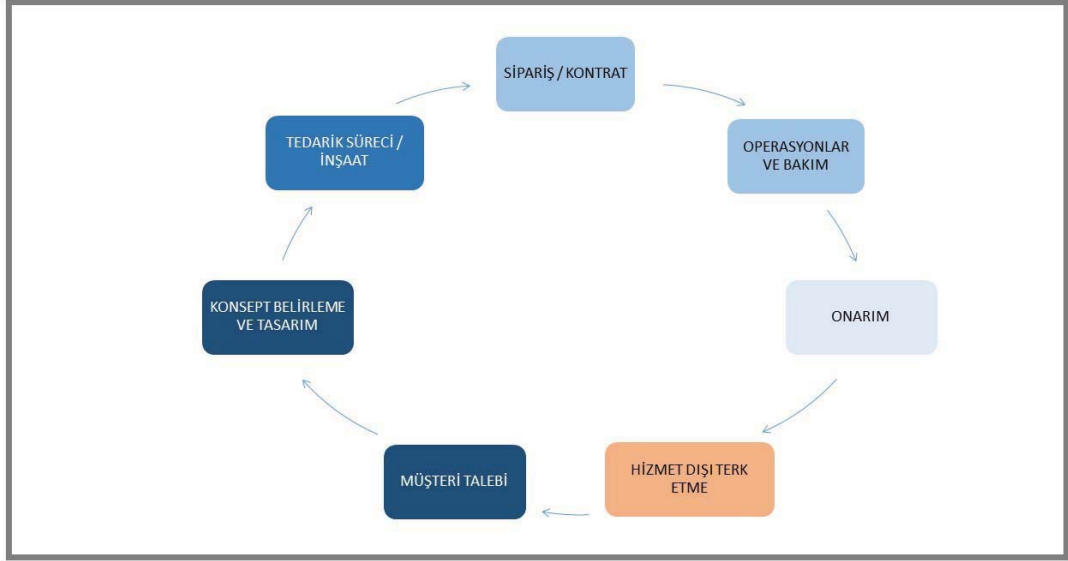 SİPARİŞ / KONTRAT
OPERASYONLAR
VE BAKIM
ONARIM
HİZMET DIŞI TERK
ETME
MÜŞTERİ TALEBİ
KONSEPT BELİRLEME
VE TASARIM
TEDARİK SÜRECİ /
İNŞAAT